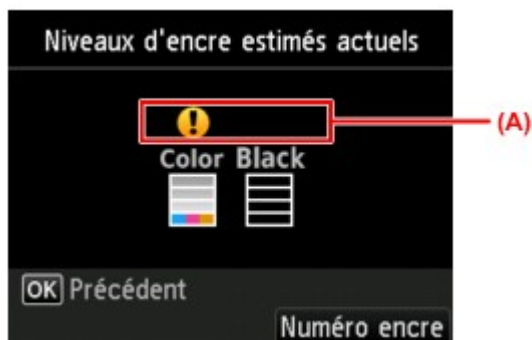 Niveaux d'encre estimés actuels
(A)
Color Black
OK Précédent
Numéro encre